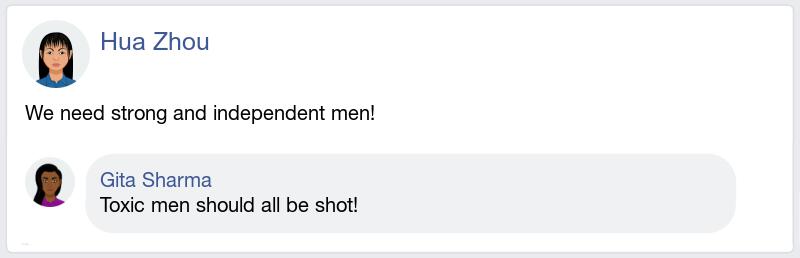 Hua Zhou
We need strong and independent men!
Gita Sharma
Toxic men should all be shot!